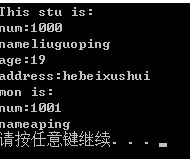 This stu is:
num:1000
nameliuguoping
age:19
address:hebeixushui
mon is:
num:1001
nameaping
请按任意键继续. . .